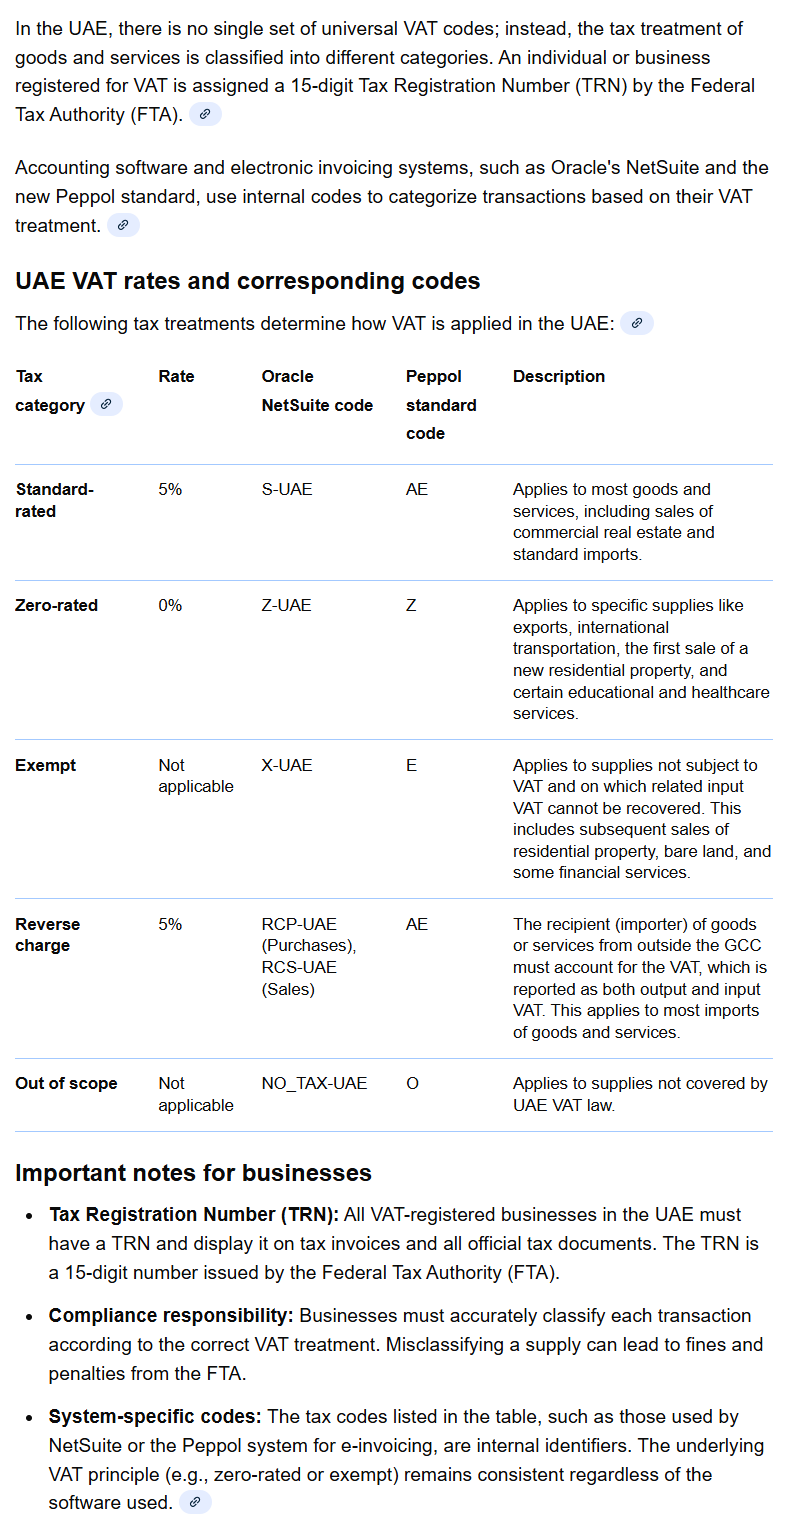 In the UAE, there is no single set of universal VAT codes; instead, the tax treatment of
goods and services is classified into different categories. An individual or business
registered for VAT is assigned a 15-digit Tax Registration Number (TRN) by the Federal
Tax Authority (FTA).
Accounting software and electronic invoicing systems, such as Oracle's NetSuite and the
new Peppol standard, use internal codes to categorize transactions based on their VAT
treatment.
UAE VAT rates and corresponding codes
The following tax treatments determine how VAT is applied in the UAE:
Tax category Rate Oracle NetSuite code Peppol standard code Description
Standard-rated 5% S-UAE AE Applies to most goods and
services, including sales of
commercial real estate and
standard imports.
Zero-rated 0% Z-UAE Z Applies to specific supplies like
exports, international
transportation, the first sale of a
new residential property, and
certain educational and healthcare
services.
Exempt Not applicable X-UAE E Applies to supplies not subject to
VAT and on which related input
VAT cannot be recovered. This
includes subsequent sales of
residential property, bare land, and
some financial services.
Reverse charge 5% RCP-UAE (Purchases), RCS-UAE (Sales) AE The recipient (importer) of goods
or services from outside the GCC
must account for the VAT, which is
reported as both output and input
VAT. This applies to most imports
of goods and services.
Out of scope Not applicable NO_TAX-UAE O Applies to supplies not covered by
UAE VAT law.
Important notes for businesses
• Tax Registration Number (TRN): All VAT-registered businesses in the UAE must
have a TRN and display it on tax invoices and all official tax documents. The TRN is
a 15-digit number issued by the Federal Tax Authority (FTA).
• Compliance responsibility: Businesses must accurately classify each transaction
according to the correct VAT treatment. Misclassifying a supply can lead to fines and
penalties from the FTA.
• System-specific codes: The tax codes listed in the table, such as those used by
NetSuite or the Peppol system for e-invoicing, are internal identifiers. The underlying
VAT principle (e.g., zero-rated or exempt) remains consistent regardless of the
software used.